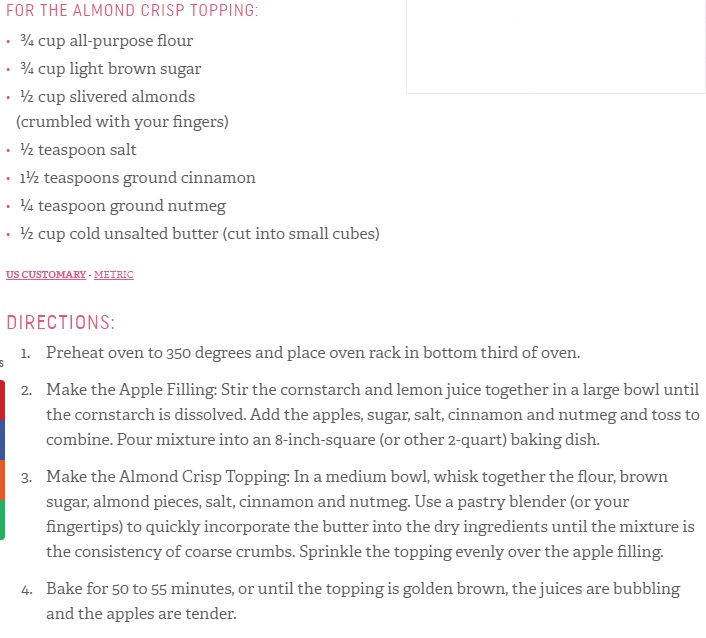 FOR THE ALMOND CRISP TOPPING:
• ¾ cup all-purpose flour
• ¾ cup light brown sugar
• ½ cup slivered almonds
(crumbled with your fingers)
• ½ teaspoon salt
• 1½ teaspoons ground cinnamon
• ¼ teaspoon ground nutmeg
• ½ cup cold unsalted butter (cut into small cubes)
US CUSTOMARY - METRIC
DIRECTIONS:
1. Preheat oven to 350 degrees and place oven rack in bottom third of oven.
s
2. Make the Apple Filling: Stir the cornstarch and lemon juice together in a large bowl until
the cornstarch is dissolved. Add the apples, sugar, salt, cinnamon and nutmeg and toss to
combine. Pour mixture into an 8-inch-square (or other 2-quart) baking dish.
3. Make the Almond Crisp Topping: In a medium bowl, whisk together the flour, brown
sugar, almond pieces, salt, cinnamon and nutmeg. Use a pastry blender (or your
fingertips) to quickly incorporate the butter into the dry ingredients until the mixture is
the consistency of coarse crumbs. Sprinkle the topping evenly over the apple filling.
4. Bake for 50 to 55 minutes, or until the topping is golden brown, the juices are bubbling
and the apples are tender.